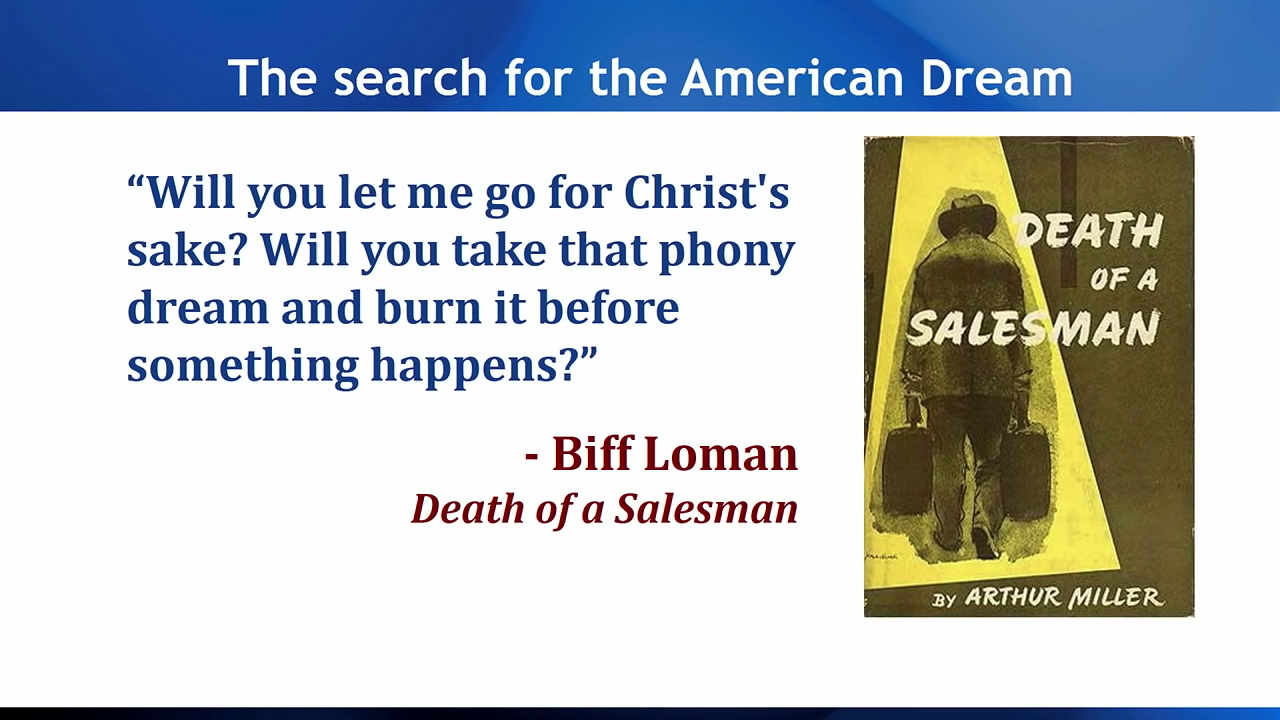 The search for the American Dream
“Will you let me go for Christ's
sake? Will you take that phony
dream and burn it before
something happens?”
- Biff Loman
Death of a Salesman
DEATH
OF A
SALESMAN
BY ARTHUR MILLER